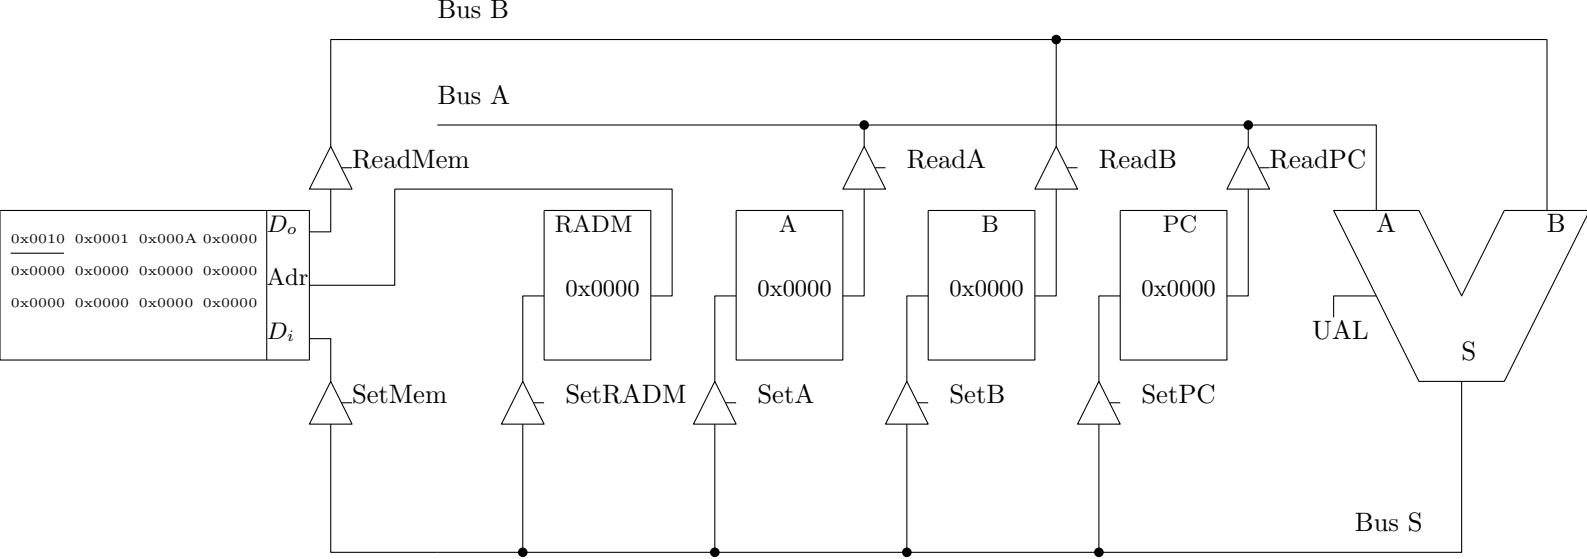 Bus B
Bus A
ReadMem
ReadA
ReadB
ReadPC
0x0010 0x0001 0x000A 0x0000
0x0000 0x0000 0x0000 0x0000
0x0000 0x0000 0x0000 0x0000
Do
Adr
Di
RADM
0x0000
A
0x0000
B
0x0000
PC
0x0000
A
B
UAL
S
SetMem
SetRADM
SetA
SetB
SetPC
Bus S